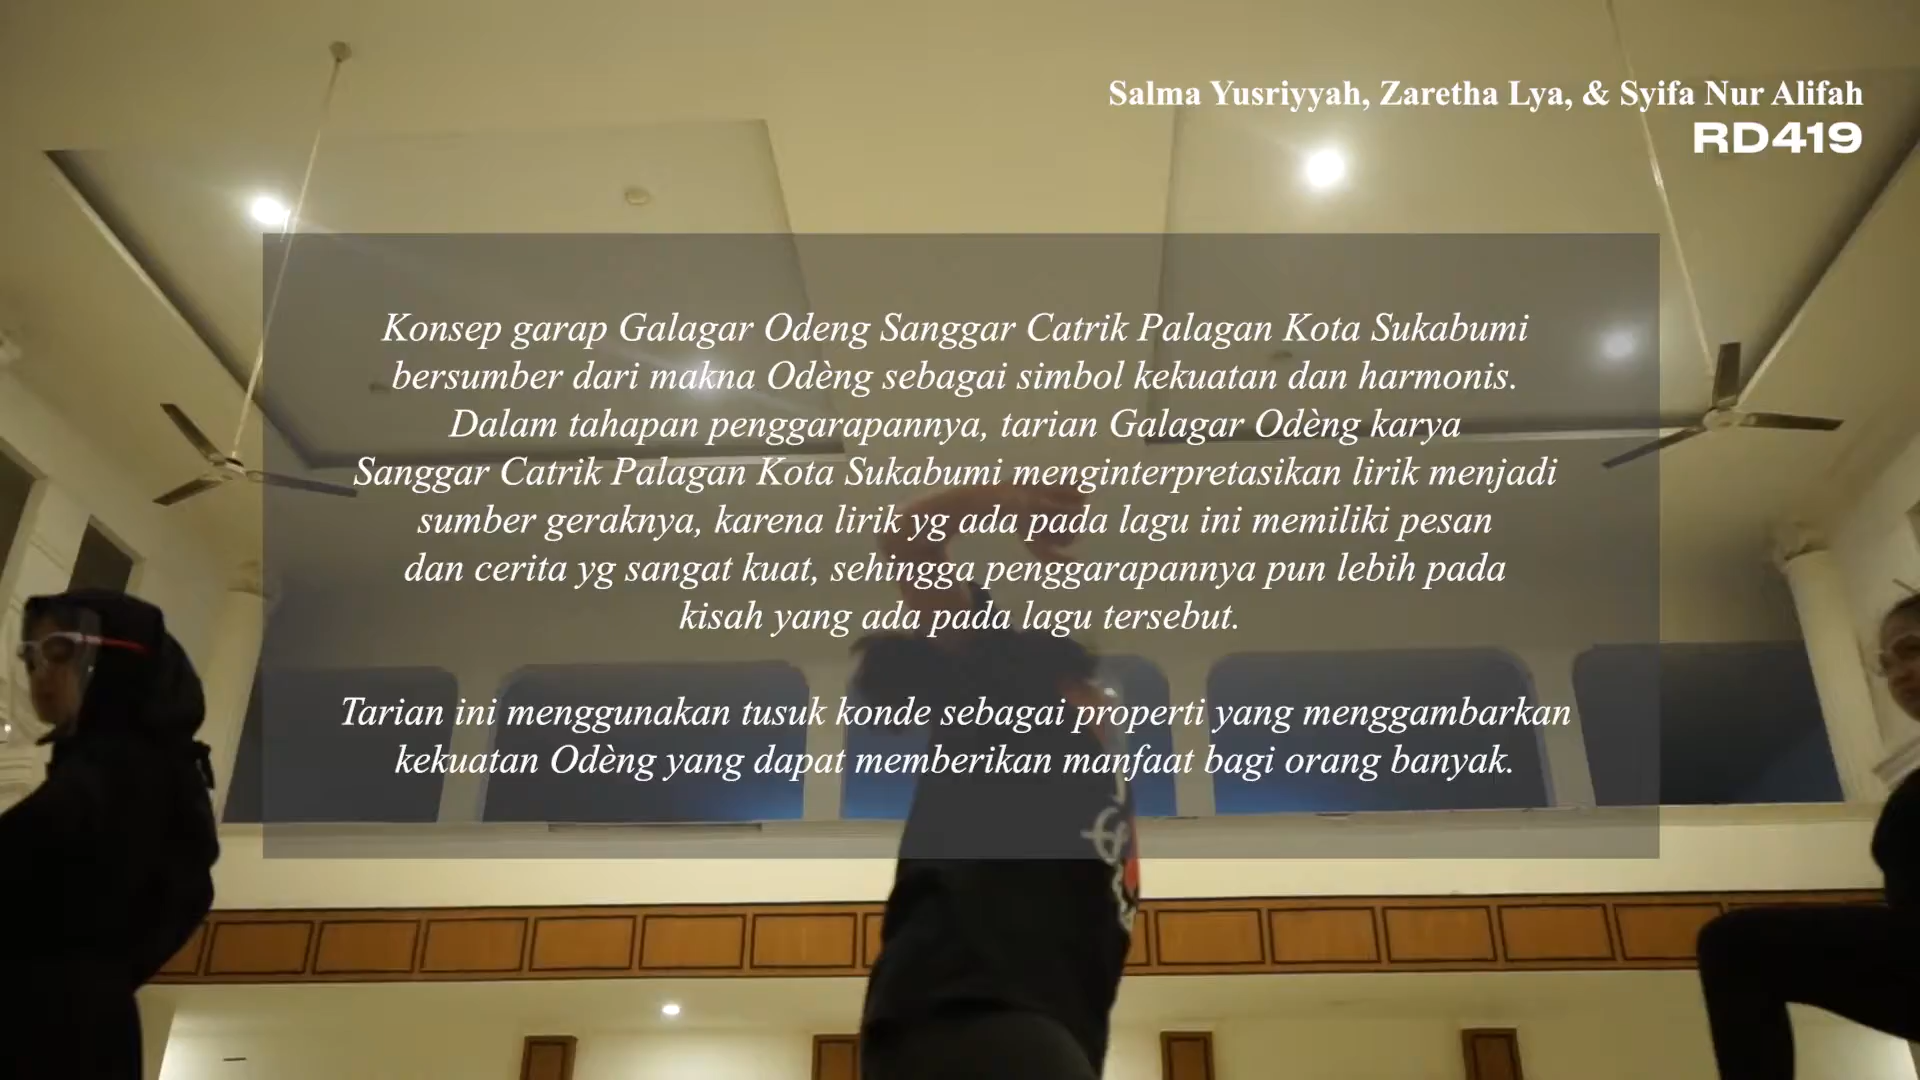 Salma Yusriyyah, Zaretha Lya, & Syifa Nur Alifah
RD419
Konsep garap Galagar Odeng Sanggar Catrik Palagan Kota Sukabumi
bersumber dari makna Odèng sebagai simbol kekuatan dan harmonis.
Dalam tahapan penggarapannya, tarian Galagar Odèng karya
Sanggar Catrik Palagan Kota Sukabumi menginterpretasikan lirik menjadi
sumber geraknya, karena lirik yg ada pada lagu ini memiliki pesan
dan cerita yg sangat kuat, sehingga penggarapannya pun lebih pada
kisah yang ada pada lagu tersebut.
Tarian ini menggunakan tusuk konde sebagai properti yang menggambarkan
kekuatan Odèng yang dapat memberikan manfaat bagi orang banyak.